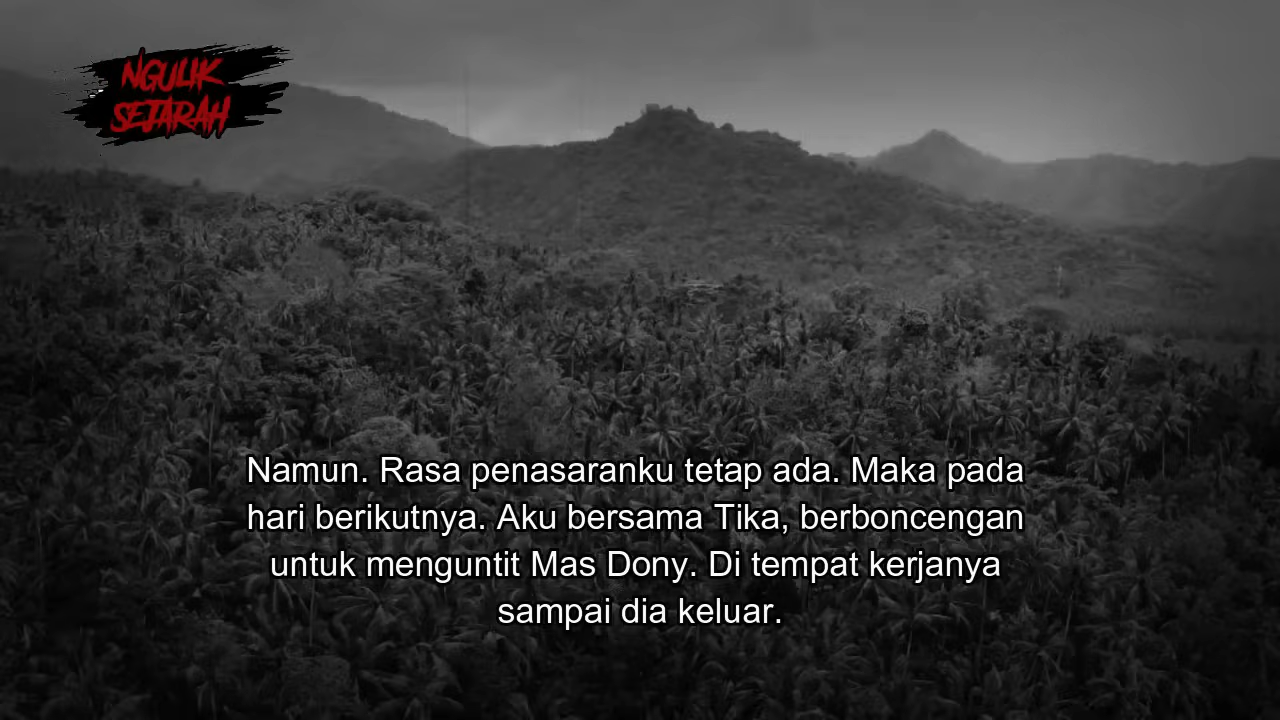 NGULIK
SEJARAH
Namun. Rasa penasaranku tetap ada. Maka pada
hari berikutnya. Aku bersama Tika, berboncengan
untuk menguntit Mas Dony. Di tempat kerjanya
sampai dia keluar.